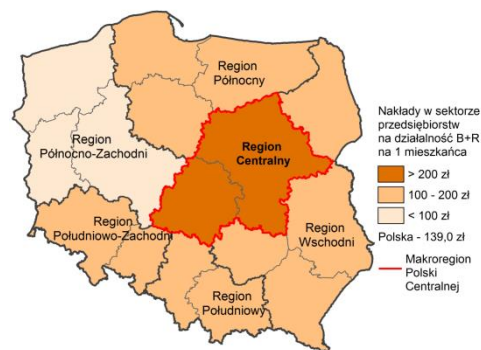 Region
Północny
Region
Północno-Zachodni
Region
Centralny
Region
Południowo-Zachodni
Region
Wschodni
Region
Południowy
Nakłady w sektorze
przedsiębiorstw
na działalność B+R
na 1 mieszkańca
> 200 zł
100 - 200 zł
< 100 zł
Polska - 139,0 zł
Makroregion
Polski
Centralnej